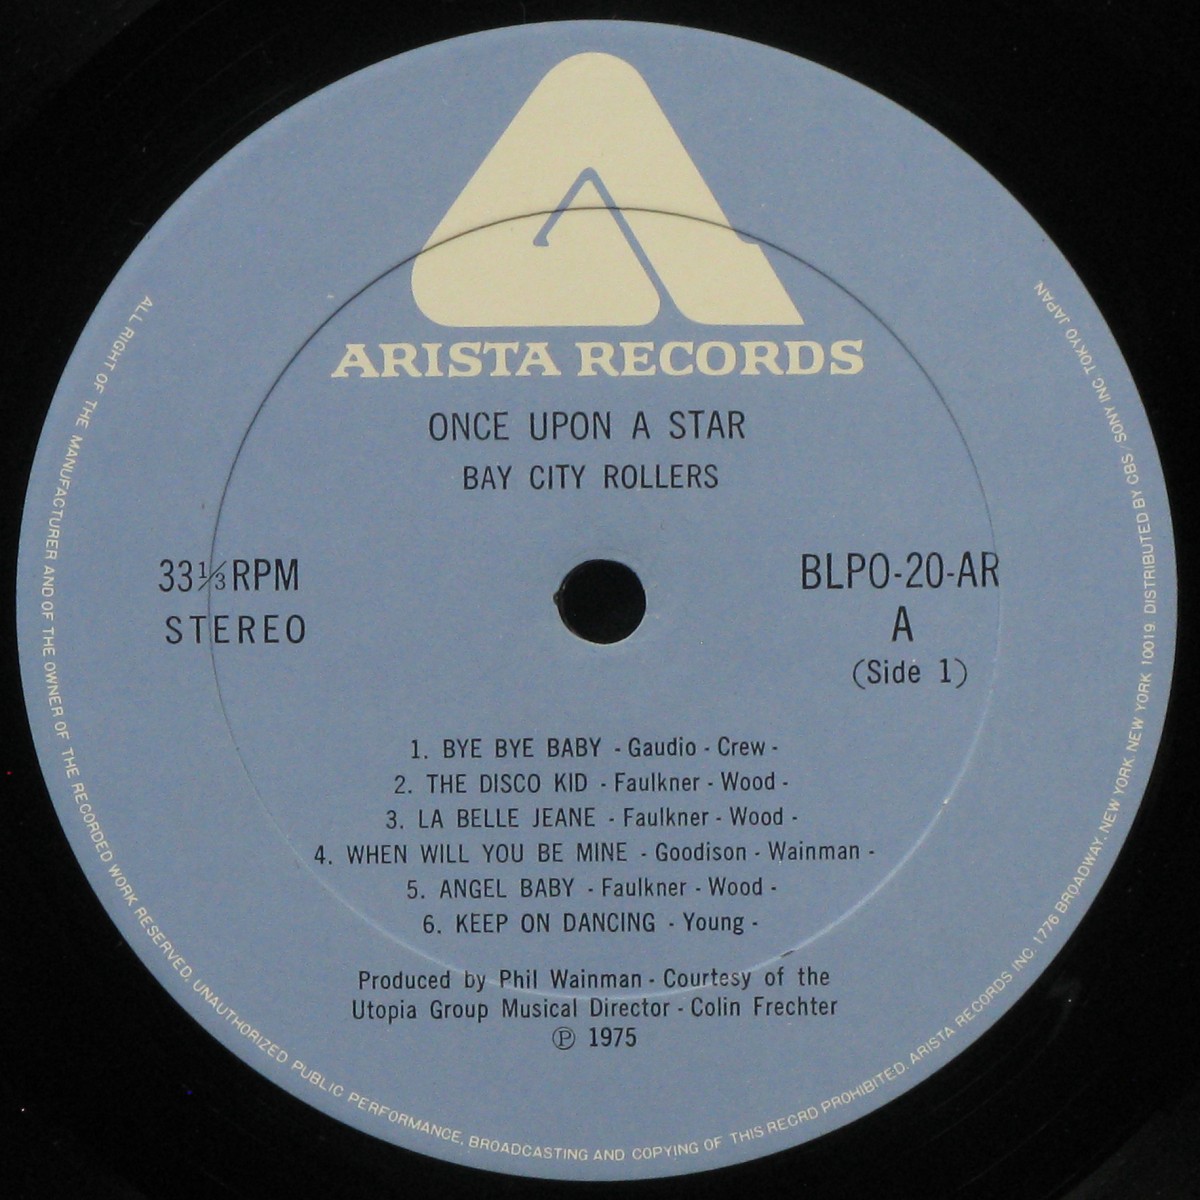 ARISTA RECORDS
ONCE UPON A STAR
BAY CITY ROLLERS
33⅓RPM
STEREO
BLPO-20-AR
A
(Side 1)
1. BYE BYE BABY - Gaudio - Crew -
2. THE DISCO KID - Faulkner - Wood -
3. LA BELLE JEANE - Faulkner - Wood -
4. WHEN WILL YOU BE MINE - Goodison - Wainman -
5. ANGEL BABY - Faulkner - Wood -
6. KEEP ON DANCING - Young -
Produced by Phil Wainman - Courtesy of the
Utopia Group Musical Director - Colin Frechter
℗ 1975
ALL RIGHT OF THE MANUFACTURER AND OF THE OWNER OF THE RECORDED WORK RESERVED. UNAUTHORIZED PUBLIC PERFORMANCE, BROADCASTING AND COPYING OF THIS RECRD PROHIBITED. ARISTA RECORDS INC. 1776 BROADWAY. NEW YORK. NEW YORK 10019. DISTRIBUTED BY CBS / SONY INC. TOKYO JAPAN